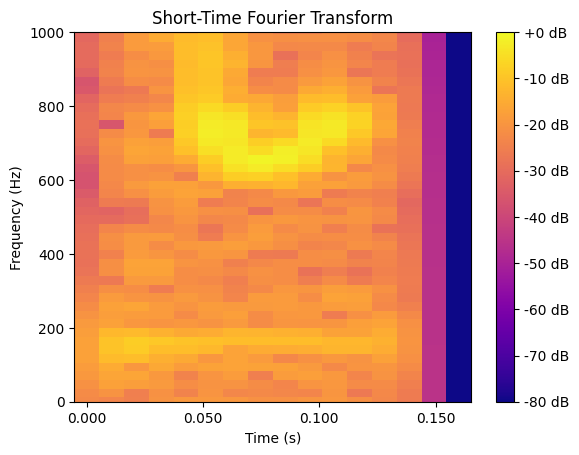 Short-Time Fourier Transform
1000
800
600
400
200
0
Frequency (Hz)
0.000
0.050
0.100
0.150
Time (s)
+0 dB
-10 dB
-20 dB
-30 dB
-40 dB
-50 dB
-60 dB
-70 dB
-80 dB